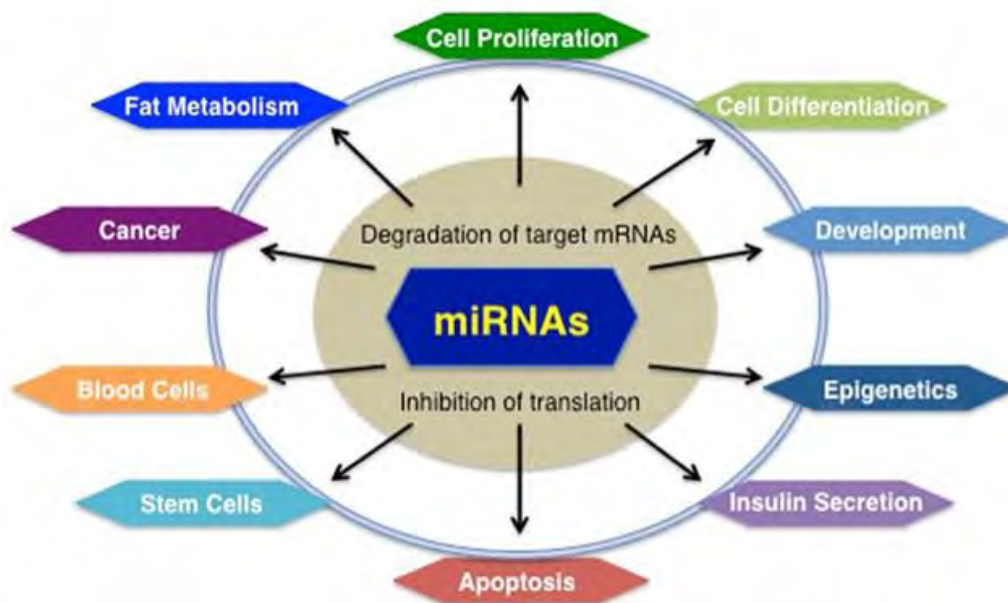 Cell Proliferation
Fat Metabolism
Cell Differentiation
Cancer
Degradation of target mRNAs
Development
miRNAs
Blood Cells
Inhibition of translation
Epigenetics
Stem Cells
Insulin Secretion
Apoptosis